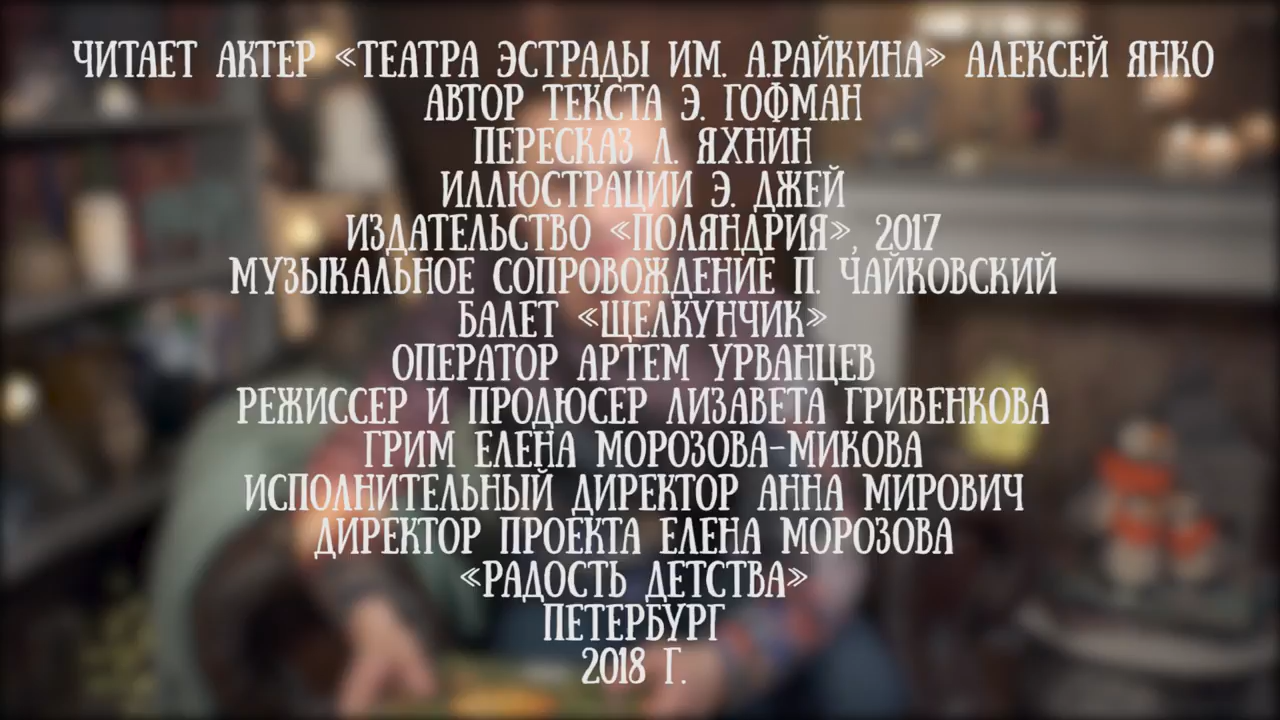 ЧИТАЕТ АКТЕР «ТЕАТРА ЭСТРАДЫ ИМ. А.РАЙКИНА» АЛЕКСЕЙ ЯНКО
АВТОР ТЕКСТА Э. ГОФМАН
ПЕРЕСКАЗ Л. ЯХНИН
ИЛЛЮСТРАЦИИ Э. ДЖЕЙ
ИЗДАТЕЛЬСТВО «ПОЛЯНДРИЯ», 2017
МУЗЫКАЛЬНОЕ СОПРОВОЖДЕНИЕ П. ЧАЙКОВСКИЙ
БАЛЕТ «ЩЕЛКУНЧИК»
ОПЕРАТОР АРТЕМ УРВАНЦЕВ
РЕЖИССЕР И ПРОДЮСЕР ЛИЗАВЕТА ГРИВЕНКОВА
ГРИМ ЕЛЕНА МОРОЗОВА-МИКОВА
ИСПОЛНИТЕЛЬНЫЙ ДИРЕКТОР АННА МИРОВИЧ
ДИРЕКТОР ПРОЕКТА ЕЛЕНА МОРОЗОВА
«РАДОСТЬ ДЕТСТВА»
ПЕТЕРБУРГ
2018 Г.